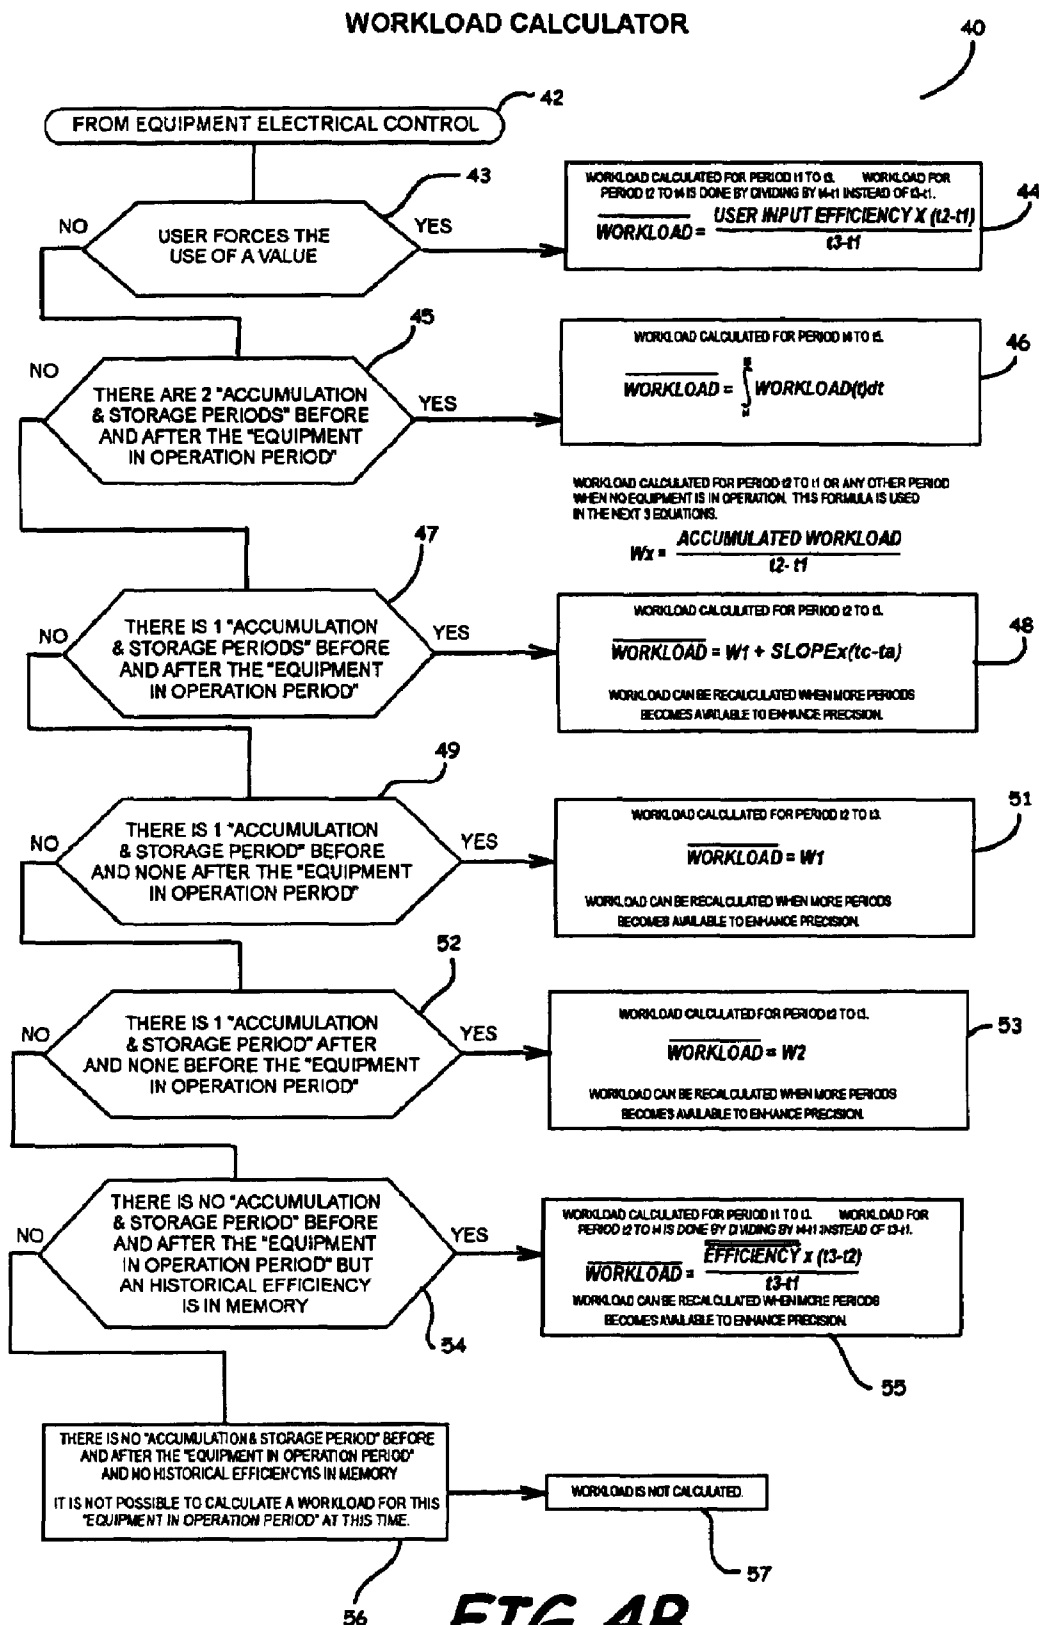 WORKLOAD CALCULATOR
40
42
FROM EQUIPMENT ELECTRICAL CONTROL
43
NO
USER FORCES THE
USE OF A VALUE
YES
WORKLOAD CALCULATED FOR PERIOD t1 TO t3. WORKLOAD FOR
PERIOD t2 TO t4 IS DONE BY DIVIDING BY t4-t1 INSTEAD OF t3-t1.
WORKLOAD = USER INPUT EFFICIENCY X (t2-t1)
t3-t1
44
45
NO
THERE ARE 2 "ACCUMULATION
& STORAGE PERIODS" BEFORE
AND AFTER THE "EQUIPMENT
IN OPERATION PERIOD"
YES
WORKLOAD CALCULATED FOR PERIOD t4 TO t5.
WORKLOAD = ∫ WORKLOAD(t)dt
46
WORKLOAD CALCULATED FOR PERIOD t2 TO t1 OR ANY OTHER PERIOD
WHEN NO EQUIPMENT IS IN OPERATION. THIS FORMULA IS USED
IN THE NEXT 3 EQUATIONS.
Wx = ACCUMULATED WORKLOAD
t2- t1
47
NO
THERE IS 1 "ACCUMULATION
& STORAGE PERIODS" BEFORE
AND AFTER THE "EQUIPMENT
IN OPERATION PERIOD"
YES
WORKLOAD CALCULATED FOR PERIOD t2 TO t3.
WORKLOAD = W1 + SLOPEx(tc-ta)
WORKLOAD CAN BE RECALCULATED WHEN MORE PERIODS
BECOMES AVAILABLE TO ENHANCE PRECISION.
48
49
NO
THERE IS 1 "ACCUMULATION
& STORAGE PERIOD" BEFORE
AND NONE AFTER THE "EQUIPMENT
IN OPERATION PERIOD"
YES
WORKLOAD CALCULATED FOR PERIOD t2 TO t3.
WORKLOAD = W1
WORKLOAD CAN BE RECALCULATED WHEN MORE PERIODS
BECOMES AVAILABLE TO ENHANCE PRECISION.
51
52
NO
THERE IS 1 "ACCUMULATION
& STORAGE PERIOD" AFTER
AND NONE BEFORE THE "EQUIPMENT
IN OPERATION PERIOD"
YES
WORKLOAD CALCULATED FOR PERIOD t2 TO t3.
WORKLOAD = W2
WORKLOAD CAN BE RECALCULATED WHEN MORE PERIODS
BECOMES AVAILABLE TO ENHANCE PRECISION.
53
NO
THERE IS NO "ACCUMULATION
& STORAGE PERIOD" BEFORE
AND AFTER THE "EQUIPMENT
IN OPERATION PERIOD" BUT
AN HISTORICAL EFFICIENCY
IS IN MEMORY
YES
54
WORKLOAD CALCULATED FOR PERIOD t1 TO t3. WORKLOAD FOR
PERIOD t2 TO t4 IS DONE BY DIVIDING BY t4-t1 INSTEAD OF t3-t1.
WORKLOAD = EFFICIENCY x (t3-t2)
t3-t1
WORKLOAD CAN BE RECALCULATED WHEN MORE PERIODS
BECOMES AVAILABLE TO ENHANCE PRECISION.
55
THERE IS NO "ACCUMULATION & STORAGE PERIOD" BEFORE
AND AFTER THE "EQUIPMENT IN OPERATION PERIOD"
AND NO HISTORICAL EFFICIENCY IS IN MEMORY
IT IS NOT POSSIBLE TO CALCULATE A WORKLOAD FOR THIS
"EQUIPMENT IN OPERATION PERIOD" AT THIS TIME.
WORKLOAD IS NOT CALCULATED.
57
56
FIG. 4B